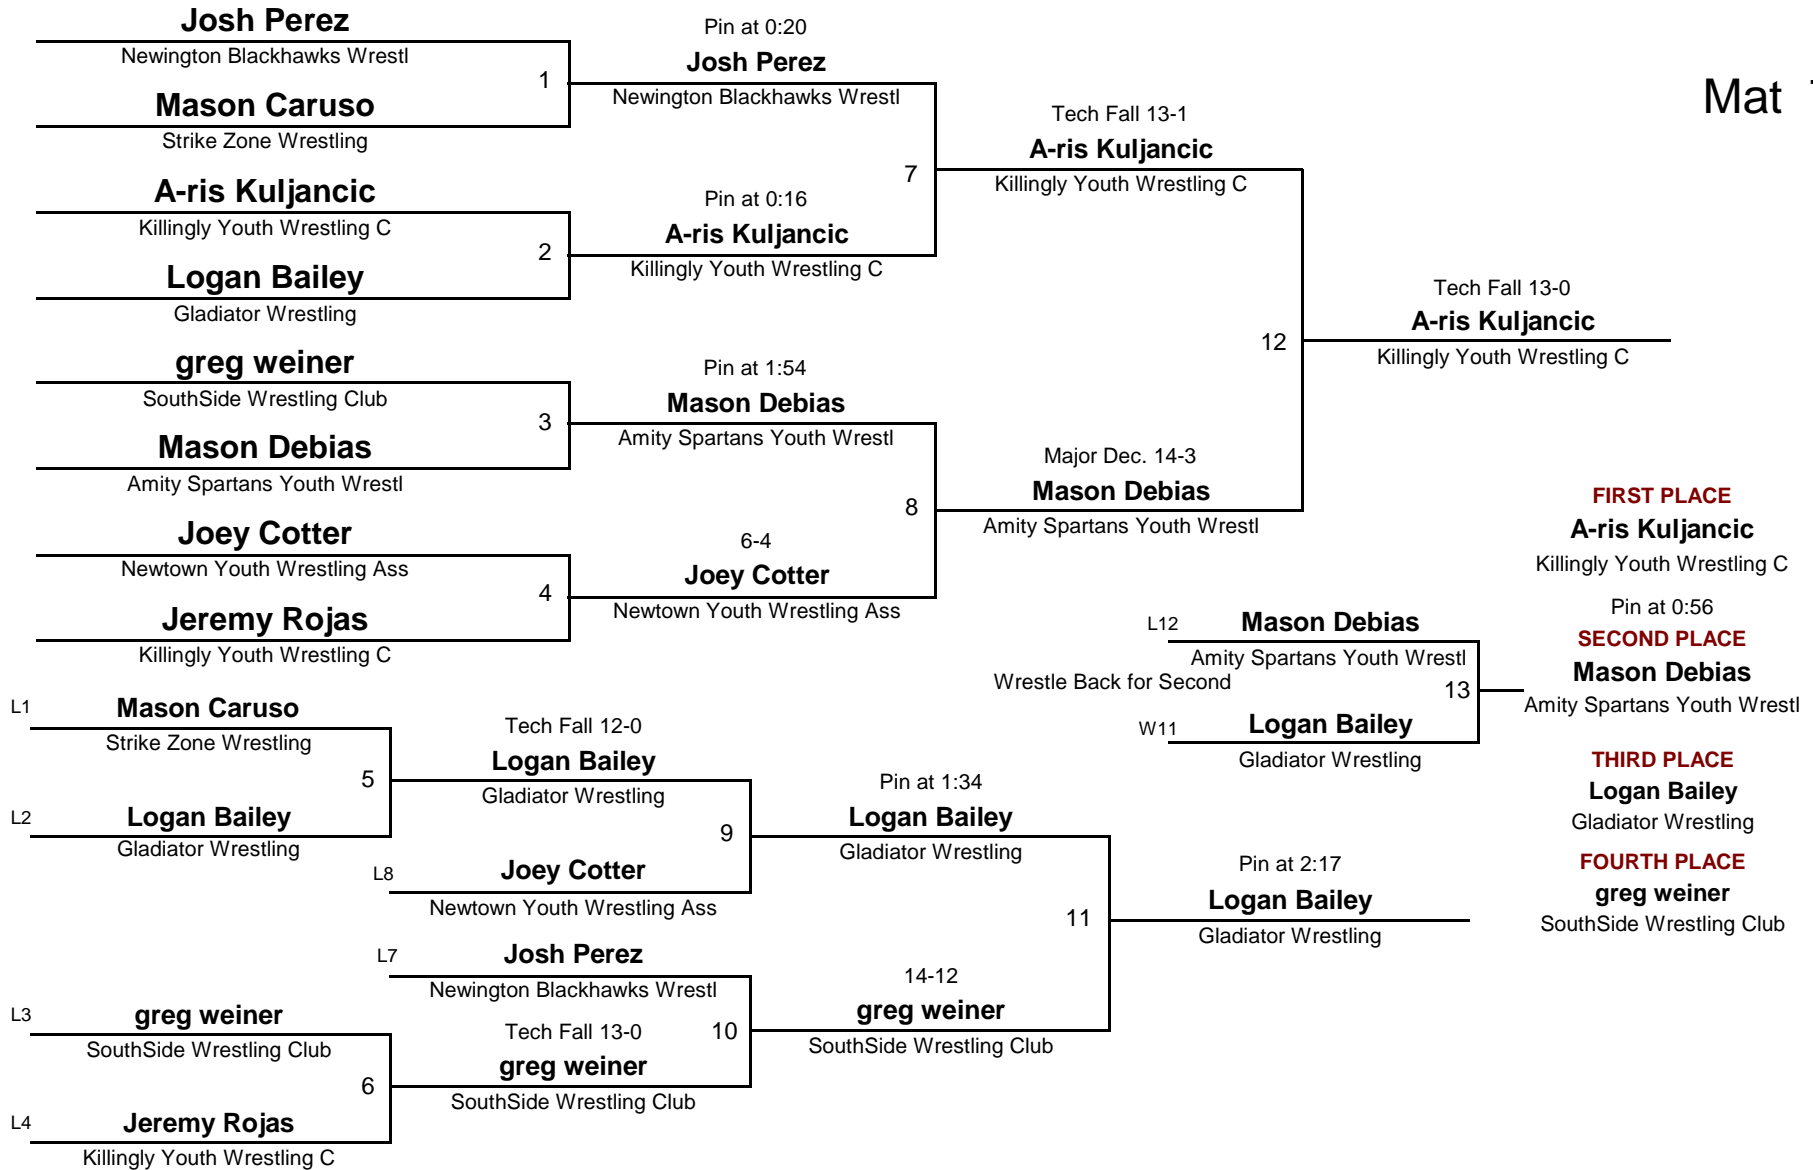 Josh Perez
Newington Blackhawks Wrestl
1
Mason Caruso
Strike Zone Wrestling
A-ris Kuljancic
Killingly Youth Wrestling C
2
Logan Bailey
Gladiator Wrestling
greg weiner
SouthSide Wrestling Club
3
Mason Debias
Amity Spartans Youth Wrestl
Joey Cotter
Newtown Youth Wrestling Ass
4
Jeremy Rojas
Killingly Youth Wrestling C
Pin at 0:20
Josh Perez
Newington Blackhawks Wrestl
7
Pin at 0:16
A-ris Kuljancic
Killingly Youth Wrestling C
Pin at 1:54
Mason Debias
Amity Spartans Youth Wrestl
8
6-4
Joey Cotter
Newtown Youth Wrestling Ass
Tech Fall 13-1
A-ris Kuljancic
Killingly Youth Wrestling C
12
Major Dec. 14-3
Mason Debias
Amity Spartans Youth Wrestl
Tech Fall 13-0
A-ris Kuljancic
Killingly Youth Wrestling C
Mat
L1
Mason Caruso
Strike Zone Wrestling
5
L2
Logan Bailey
Gladiator Wrestling
L3
greg weiner
SouthSide Wrestling Club
6
L4
Jeremy Rojas
Killingly Youth Wrestling C
Tech Fall 12-0
Logan Bailey
Gladiator Wrestling
9
L8
Joey Cotter
Newtown Youth Wrestling Ass
L7
Josh Perez
Newington Blackhawks Wrestl
10
Tech Fall 13-0
greg weiner
SouthSide Wrestling Club
Pin at 1:34
Logan Bailey
Gladiator Wrestling
11
14-12
greg weiner
SouthSide Wrestling Club
Pin at 2:17
Logan Bailey
Gladiator Wrestling
L12
Mason Debias
Amity Spartans Youth Wrestl
Wrestle Back for Second
13
W11
Logan Bailey
Gladiator Wrestling
FIRST PLACE
A-ris Kuljancic
Killingly Youth Wrestling C
Pin at 0:56
SECOND PLACE
Mason Debias
Amity Spartans Youth Wrestl
THIRD PLACE
Logan Bailey
Gladiator Wrestling
FOURTH PLACE
greg weiner
SouthSide Wrestling Club